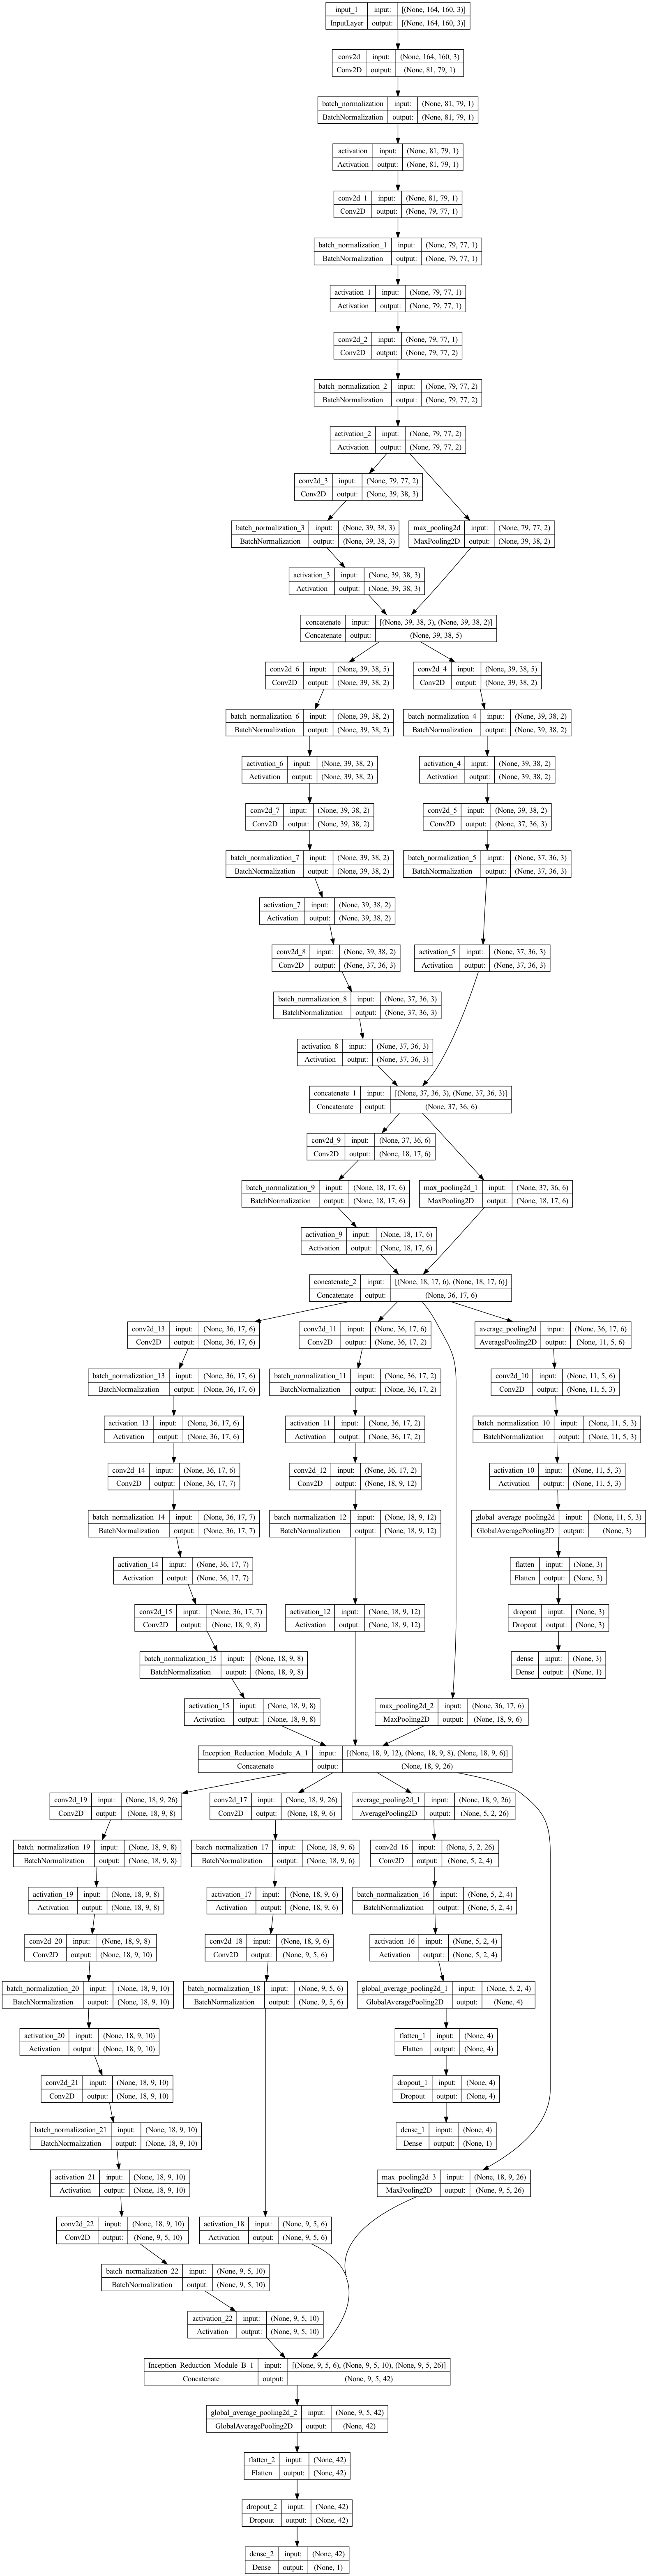 input_1 input: [(None, 164, 160, 3)]
InputLayer output: [(None, 164, 160, 3)]
conv2d input: (None, 164, 160, 3)
Conv2D output: (None, 81, 79, 1)
batch_normalization input: (None, 81, 79, 1)
BatchNormalization output: (None, 81, 79, 1)
activation input: (None, 81, 79, 1)
Activation output: (None, 81, 79, 1)
conv2d_1 input: (None, 81, 79, 1)
Conv2D output: (None, 79, 77, 1)
batch_normalization_1 input: (None, 79, 77, 1)
BatchNormalization output: (None, 79, 77, 1)
activation_1 input: (None, 79, 77, 1)
Activation output: (None, 79, 77, 1)
conv2d_2 input: (None, 79, 77, 1)
Conv2D output: (None, 79, 77, 2)
batch_normalization_2 input: (None, 79, 77, 2)
BatchNormalization output: (None, 79, 77, 2)
activation_2 input: (None, 79, 77, 2)
Activation output: (None, 79, 77, 2)
conv2d_3 input: (None, 79, 77, 2)
Conv2D output: (None, 39, 38, 3)
batch_normalization_3 input: (None, 39, 38, 3)
BatchNormalization output: (None, 39, 38, 3)
max_pooling2d input: (None, 79, 77, 2)
MaxPooling2D output: (None, 39, 38, 2)
activation_3 input: (None, 39, 38, 3)
Activation output: (None, 39, 38, 3)
concatenate input: [(None, 39, 38, 3), (None, 39, 38, 2)]
Concatenate output: (None, 39, 38, 5)
conv2d_6 input: (None, 39, 38, 5)
Conv2D output: (None, 39, 38, 2)
conv2d_4 input: (None, 39, 38, 5)
Conv2D output: (None, 39, 38, 2)
batch_normalization_6 input: (None, 39, 38, 2)
BatchNormalization output: (None, 39, 38, 2)
batch_normalization_4 input: (None, 39, 38, 2)
BatchNormalization output: (None, 39, 38, 2)
activation_6 input: (None, 39, 38, 2)
Activation output: (None, 39, 38, 2)
activation_4 input: (None, 39, 38, 2)
Activation output: (None, 39, 38, 2)
conv2d_7 input: (None, 39, 38, 2)
Conv2D output: (None, 39, 38, 2)
conv2d_5 input: (None, 39, 38, 2)
Conv2D output: (None, 37, 36, 3)
batch_normalization_7 input: (None, 39, 38, 2)
BatchNormalization output: (None, 39, 38, 2)
batch_normalization_5 input: (None, 37, 36, 3)
BatchNormalization output: (None, 37, 36, 3)
activation_7 input: (None, 39, 38, 2)
Activation output: (None, 39, 38, 2)
conv2d_8 input: (None, 39, 38, 2)
Conv2D output: (None, 37, 36, 3)
activation_5 input: (None, 37, 36, 3)
Activation output: (None, 37, 36, 3)
batch_normalization_8 input: (None, 37, 36, 3)
BatchNormalization output: (None, 37, 36, 3)
activation_8 input: (None, 37, 36, 3)
Activation output: (None, 37, 36, 3)
concatenate_1 input: [(None, 37, 36, 3), (None, 37, 36, 3)]
Concatenate output: (None, 37, 36, 6)
conv2d_9 input: (None, 37, 36, 6)
Conv2D output: (None, 18, 17, 6)
batch_normalization_9 input: (None, 18, 17, 6)
BatchNormalization output: (None, 18, 17, 6)
max_pooling2d_1 input: (None, 37, 36, 6)
MaxPooling2D output: (None, 18, 17, 6)
activation_9 input: (None, 18, 17, 6)
Activation output: (None, 18, 17, 6)
concatenate_2 input: [(None, 18, 17, 6), (None, 18, 17, 6)]
Concatenate output: (None, 36, 17, 6)
conv2d_13 input: (None, 36, 17, 6)
Conv2D output: (None, 36, 17, 6)
conv2d_11 input: (None, 36, 17, 6)
Conv2D output: (None, 36, 17, 2)
average_pooling2d input: (None, 36, 17, 6)
AveragePooling2D output: (None, 11, 5, 6)
batch_normalization_13 input: (None, 36, 17, 6)
BatchNormalization output: (None, 36, 17, 6)
batch_normalization_11 input: (None, 36, 17, 2)
BatchNormalization output: (None, 36, 17, 2)
conv2d_10 input: (None, 11, 5, 6)
Conv2D output: (None, 11, 5, 3)
activation_13 input: (None, 36, 17, 6)
Activation output: (None, 36, 17, 6)
activation_11 input: (None, 36, 17, 2)
Activation output: (None, 36, 17, 2)
batch_normalization_10 input: (None, 11, 5, 3)
BatchNormalization output: (None, 11, 5, 3)
conv2d_14 input: (None, 36, 17, 6)
Conv2D output: (None, 36, 17, 7)
conv2d_12 input: (None, 36, 17, 2)
Conv2D output: (None, 18, 9, 12)
activation_10 input: (None, 11, 5, 3)
Activation output: (None, 11, 5, 3)
batch_normalization_14 input: (None, 36, 17, 7)
BatchNormalization output: (None, 36, 17, 7)
batch_normalization_12 input: (None, 18, 9, 12)
BatchNormalization output: (None, 18, 9, 12)
global_average_pooling2d input: (None, 11, 5, 3)
GlobalAveragePooling2D output: (None, 3)
activation_14 input: (None, 36, 17, 7)
Activation output: (None, 36, 17, 7)
flatten input: (None, 3)
Flatten output: (None, 3)
conv2d_15 input: (None, 36, 17, 7)
Conv2D output: (None, 18, 9, 8)
activation_12 input: (None, 18, 9, 12)
Activation output: (None, 18, 9, 12)
dropout input: (None, 3)
Dropout output: (None, 3)
batch_normalization_15 input: (None, 18, 9, 8)
BatchNormalization output: (None, 18, 9, 8)
dense input: (None, 3)
Dense output: (None, 1)
activation_15 input: (None, 18, 9, 8)
Activation output: (None, 18, 9, 8)
max_pooling2d_2 input: (None, 36, 17, 6)
MaxPooling2D output: (None, 18, 9, 6)
Inception_Reduction_Module_A_1 input: [(None, 18, 9, 12), (None, 18, 9, 8), (None, 18, 9, 6)]
Concatenate output: (None, 18, 9, 26)
conv2d_19 input: (None, 18, 9, 26)
Conv2D output: (None, 18, 9, 8)
conv2d_17 input: (None, 18, 9, 26)
Conv2D output: (None, 18, 9, 6)
average_pooling2d_1 input: (None, 18, 9, 26)
AveragePooling2D output: (None, 5, 2, 26)
batch_normalization_19 input: (None, 18, 9, 8)
BatchNormalization output: (None, 18, 9, 8)
batch_normalization_17 input: (None, 18, 9, 6)
BatchNormalization output: (None, 18, 9, 6)
conv2d_16 input: (None, 5, 2, 26)
Conv2D output: (None, 5, 2, 4)
activation_19 input: (None, 18, 9, 8)
Activation output: (None, 18, 9, 8)
activation_17 input: (None, 18, 9, 6)
Activation output: (None, 18, 9, 6)
batch_normalization_16 input: (None, 5, 2, 4)
BatchNormalization output: (None, 5, 2, 4)
conv2d_20 input: (None, 18, 9, 8)
Conv2D output: (None, 18, 9, 10)
conv2d_18 input: (None, 18, 9, 6)
Conv2D output: (None, 9, 5, 6)
activation_16 input: (None, 5, 2, 4)
Activation output: (None, 5, 2, 4)
batch_normalization_20 input: (None, 18, 9, 10)
BatchNormalization output: (None, 18, 9, 10)
batch_normalization_18 input: (None, 9, 5, 6)
BatchNormalization output: (None, 9, 5, 6)
global_average_pooling2d_1 input: (None, 5, 2, 4)
GlobalAveragePooling2D output: (None, 4)
activation_20 input: (None, 18, 9, 10)
Activation output: (None, 18, 9, 10)
flatten_1 input: (None, 4)
Flatten output: (None, 4)
conv2d_21 input: (None, 18, 9, 10)
Conv2D output: (None, 18, 9, 10)
dropout_1 input: (None, 4)
Dropout output: (None, 4)
batch_normalization_21 input: (None, 18, 9, 10)
BatchNormalization output: (None, 18, 9, 10)
dense_1 input: (None, 4)
Dense output: (None, 1)
activation_21 input: (None, 18, 9, 10)
Activation output: (None, 18, 9, 10)
max_pooling2d_3 input: (None, 18, 9, 26)
MaxPooling2D output: (None, 9, 5, 26)
conv2d_22 input: (None, 18, 9, 10)
Conv2D output: (None, 9, 5, 10)
activation_18 input: (None, 9, 5, 6)
Activation output: (None, 9, 5, 6)
batch_normalization_22 input: (None, 9, 5, 10)
BatchNormalization output: (None, 9, 5, 10)
activation_22 input: (None, 9, 5, 10)
Activation output: (None, 9, 5, 10)
Inception_Reduction_Module_B_1 input: [(None, 9, 5, 6), (None, 9, 5, 10), (None, 9, 5, 26)]
Concatenate output: (None, 9, 5, 42)
global_average_pooling2d_2 input: (None, 9, 5, 42)
GlobalAveragePooling2D output: (None, 42)
flatten_2 input: (None, 42)
Flatten output: (None, 42)
dropout_2 input: (None, 42)
Dropout output: (None, 42)
dense_2 input: (None, 42)
Dense output: (None, 1)